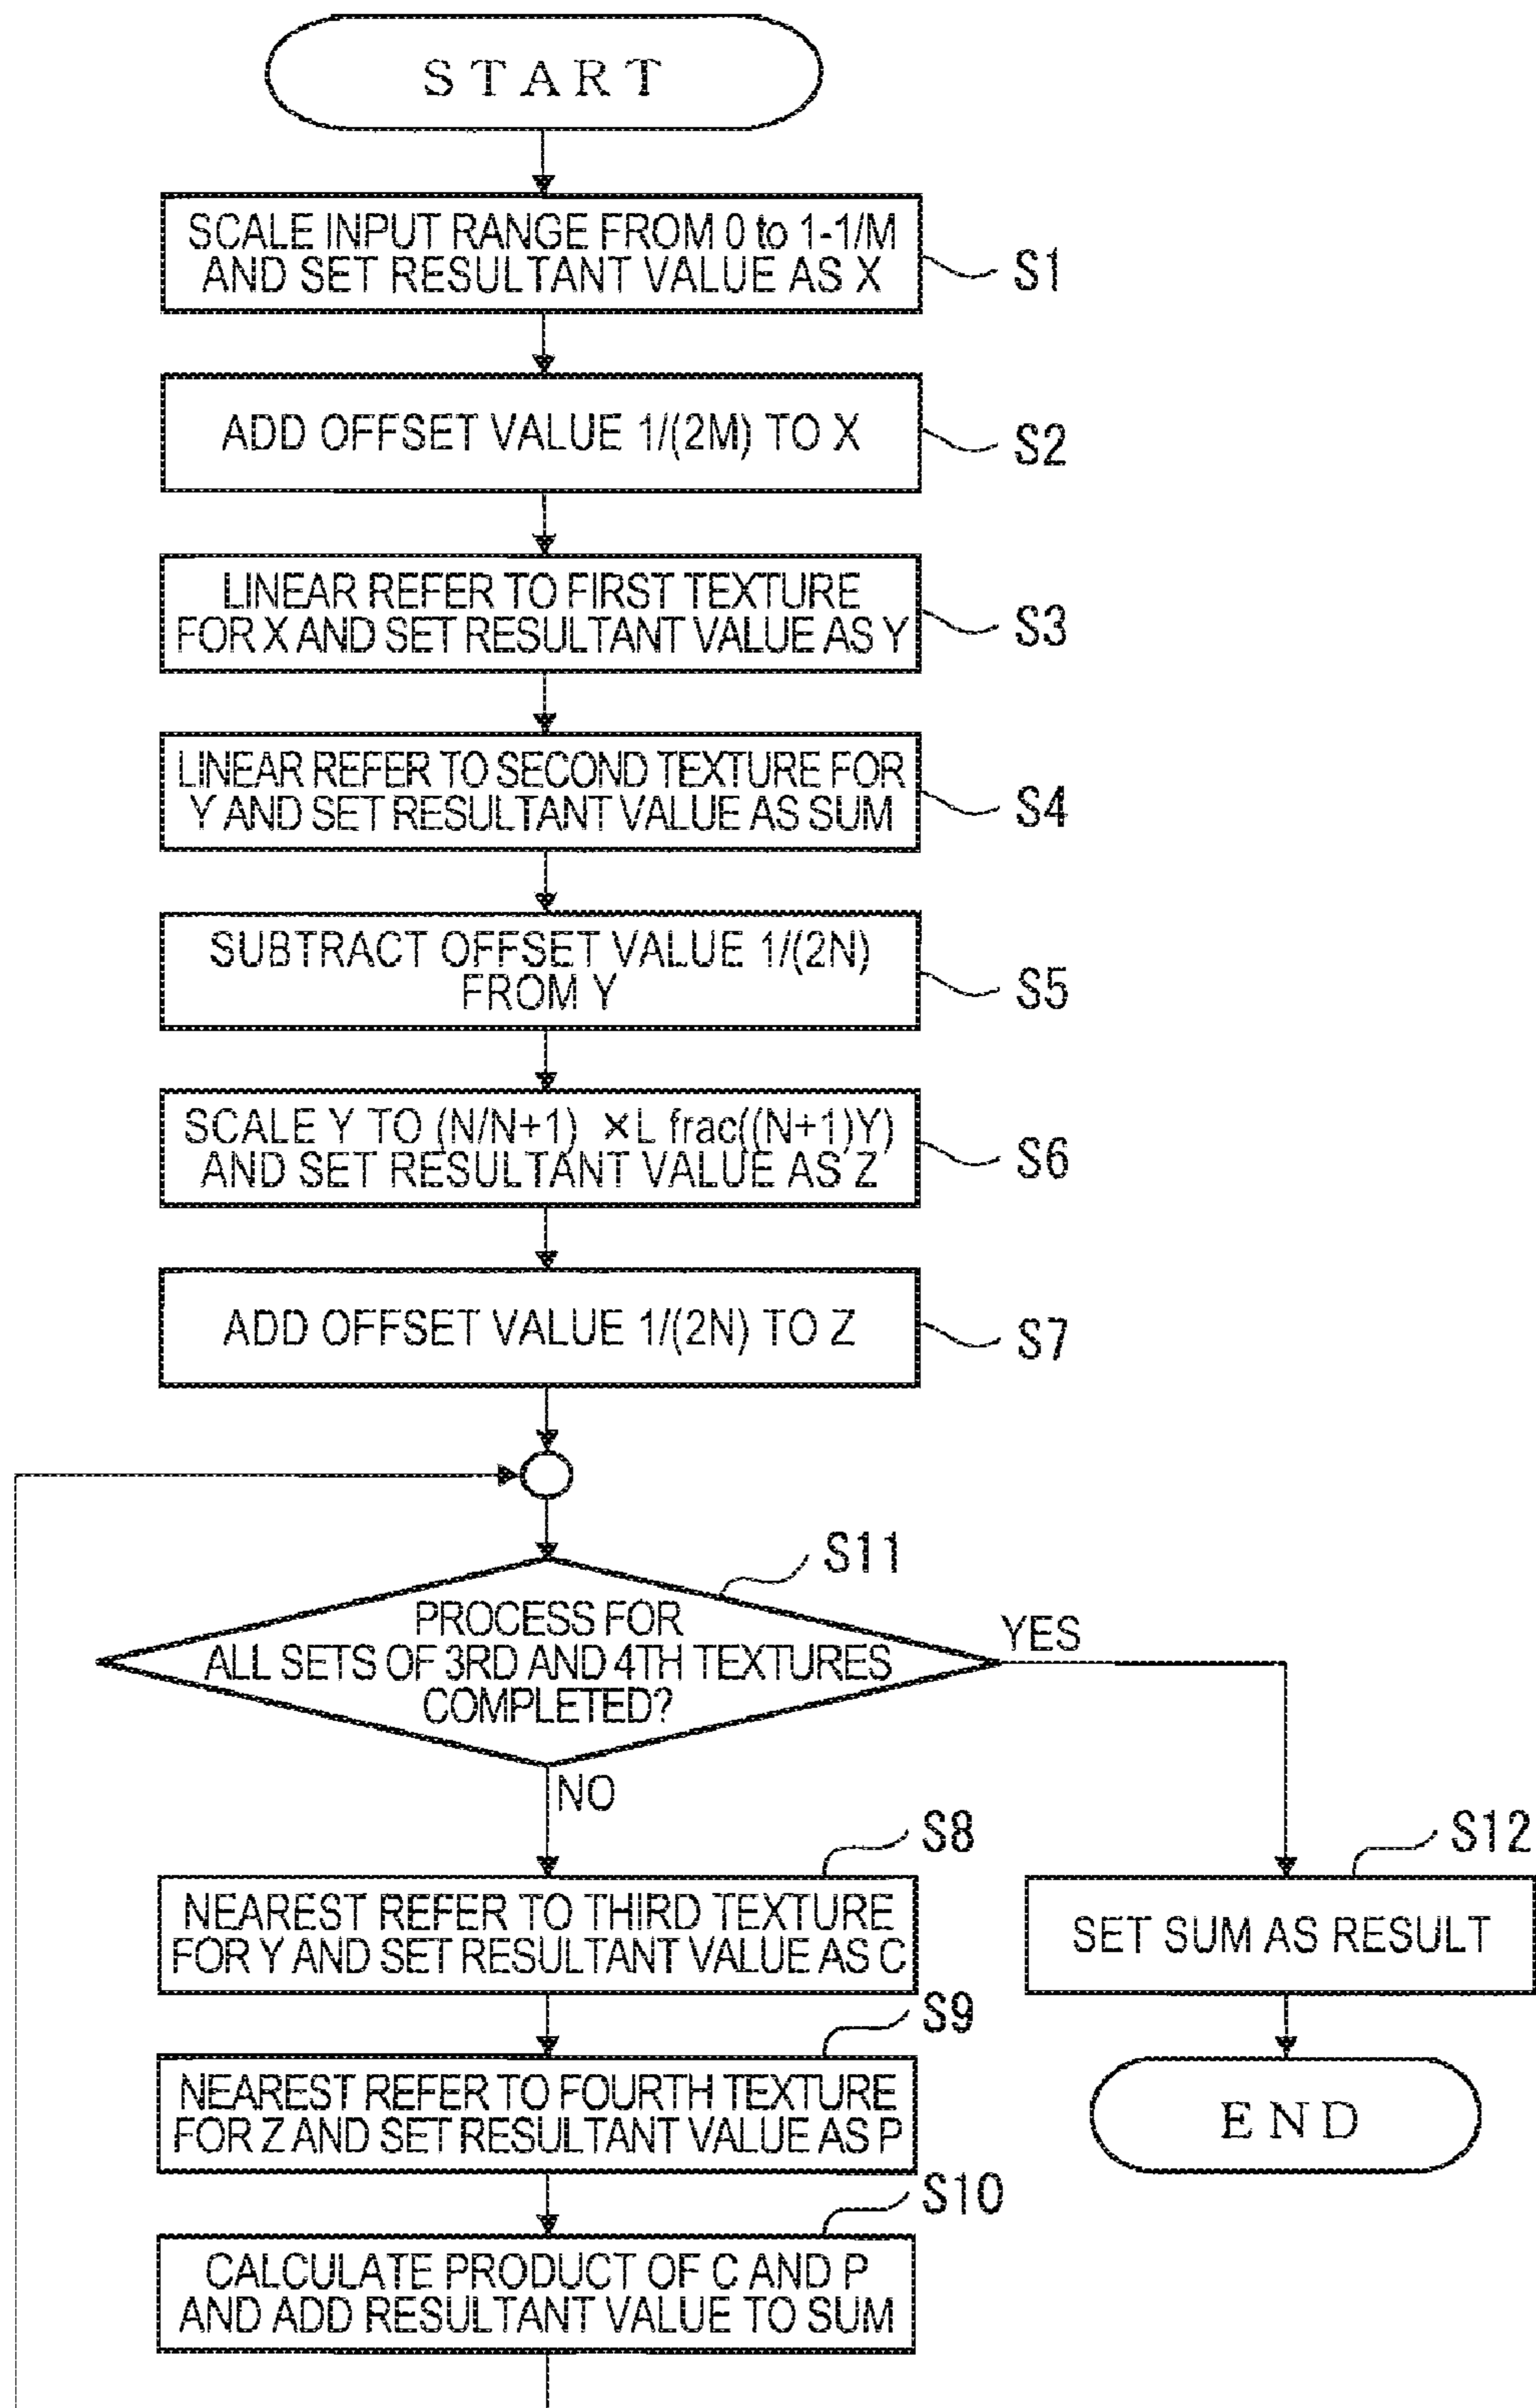 START
SCALE INPUT RANGE FROM 0 to 1-1/M
AND SET RESULTANT VALUE AS X
S1
ADD OFFSET VALUE 1/(2M) TO X
S2
LINEAR REFER TO FIRST TEXTURE
FOR X AND SET RESULTANT VALUE AS Y
S3
LINEAR REFER TO SECOND TEXTURE FOR
Y AND SET RESULTANT VALUE AS SUM
S4
SUBTRACT OFFSET VALUE 1/(2N)
FROM Y
S5
SCALE Y TO (N/N+1) ×L frac((N+1)Y)
AND SET RESULTANT VALUE AS Z
S6
ADD OFFSET VALUE 1/(2N) TO Z
S7
S11
PROCESS FOR
ALL SETS OF 3RD AND 4TH TEXTURES
COMPLETED?
YES
NO
S8
NEAREST REFER TO THIRD TEXTURE
FOR Y AND SET RESULTANT VALUE AS C
S12
SET SUM AS RESULT
S9
NEAREST REFER TO FOURTH TEXTURE
FOR Z AND SET RESULTANT VALUE AS P
END
S10
CALCULATE PRODUCT OF C AND P
AND ADD RESULTANT VALUE TO SUM